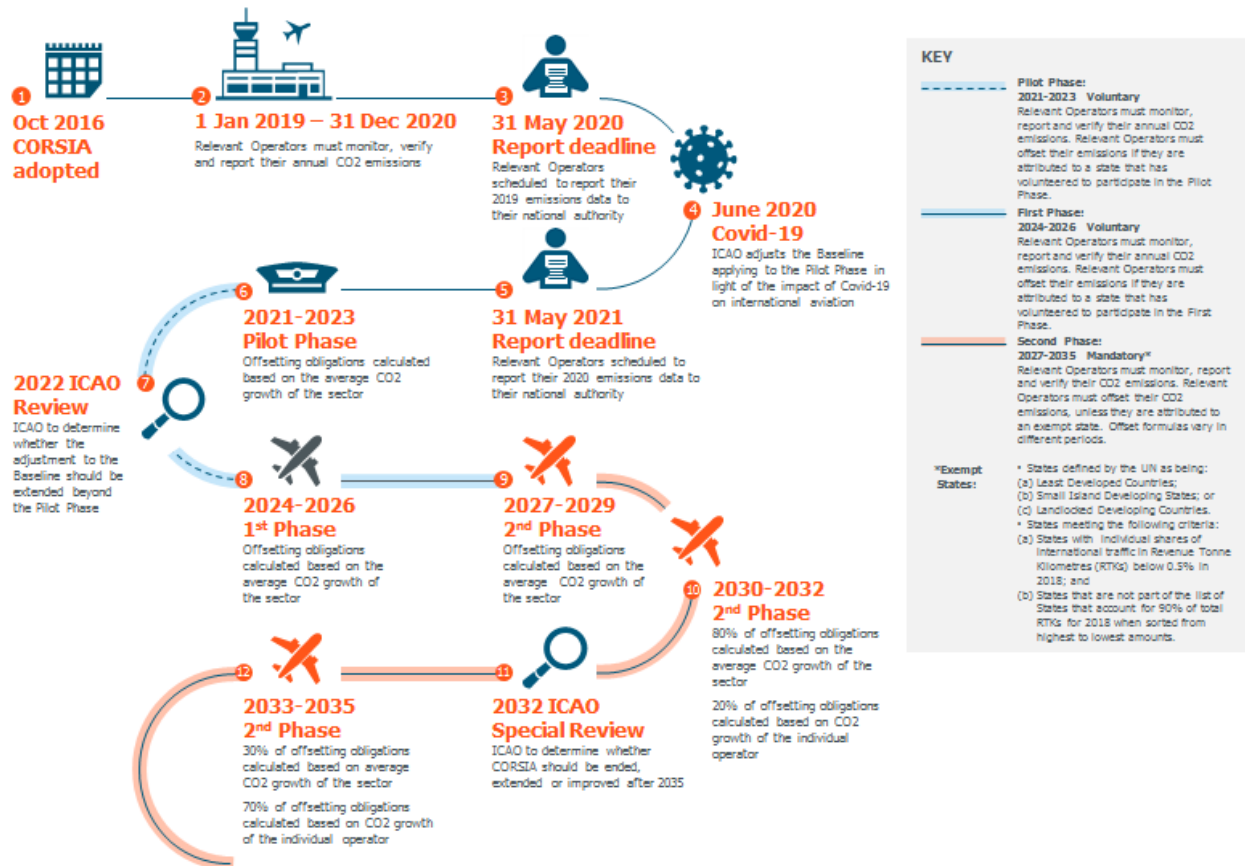 1
Oct 2016
CORSIA
adopted
2
1 Jan 2019 – 31 Dec 2020
Relevant Operators must monitor, verify
and report their annual CO2 emissions
3
31 May 2020
Report deadline
Relevant Operators
scheduled to report their
2019 emissions data to
their national authority
4
June 2020
Covid-19
ICAO adjusts the Baseline
applying to the Pilot Phase in
light of the impact of Covid-19
on international aviation
5
31 May 2021
Report deadline
Relevant Operators scheduled to
report their 2020 emissions data to
their national authority
6
2021-2023
Pilot Phase
Offsetting obligations calculated
based on the average CO2
growth of the sector
7
2022 ICAO
Review
ICAO to determine
whether the
adjustment to the
Baseline should be
extended beyond
the Pilot Phase
8
2024-2026
1st Phase
Offsetting obligations
calculated based on the
average CO2 growth of
the sector
9
2027-2029
2nd Phase
Offsetting obligations
calculated based on the
average CO2 growth of
the sector
10
2030-2032
2nd Phase
80% of offsetting obligations
calculated based on the
average CO2 growth of the
sector
20% of offsetting obligations
calculated based on CO2
growth of the individual
operator
11
2032 ICAO
Special Review
ICAO to determine whether
CORSIA should be ended,
extended or improved after 2035
12
2033-2035
2nd Phase
30% of offsetting obligations
calculated based on average
CO2 growth of the sector
70% of offsetting obligations
calculated based on CO2 growth
of the individual operator
KEY
Pilot Phase:
2021-2023 Voluntary
Relevant Operators must monitor,
report and verify their annual CO2
emissions. Relevant Operators must
offset their emissions if they are
attributed to a state that has
volunteered to participate in the Pilot
Phase.
First Phase:
2024-2026 Voluntary
Relevant Operators must monitor,
report and verify their annual CO2
emissions. Relevant Operators must
offset their emissions if they are
attributed to a state that has
volunteered to participate in the First
Phase.
Second Phase:
2027-2035 Mandatory*
Relevant Operators must monitor, report
and verify their CO2 emissions. Relevant
Operators must offset their CO2
emissions, unless they are attributed to
an exempt state. Offset formulas vary in
different periods.
*Exempt
States:
• States defined by the UN as being:
(a) Least Developed Countries;
(b) Small Island Developing States; or
(c) Landlocked Developing Countries.
• States meeting the following criteria:
(a) States with individual shares of
international traffic in Revenue Tonne
Kilometres (RTKs) below 0.5% in
2018; and
(b) States that are not part of the list of
States that account for 90% of total
RTKs for 2018 when sorted from
highest to lowest amounts.